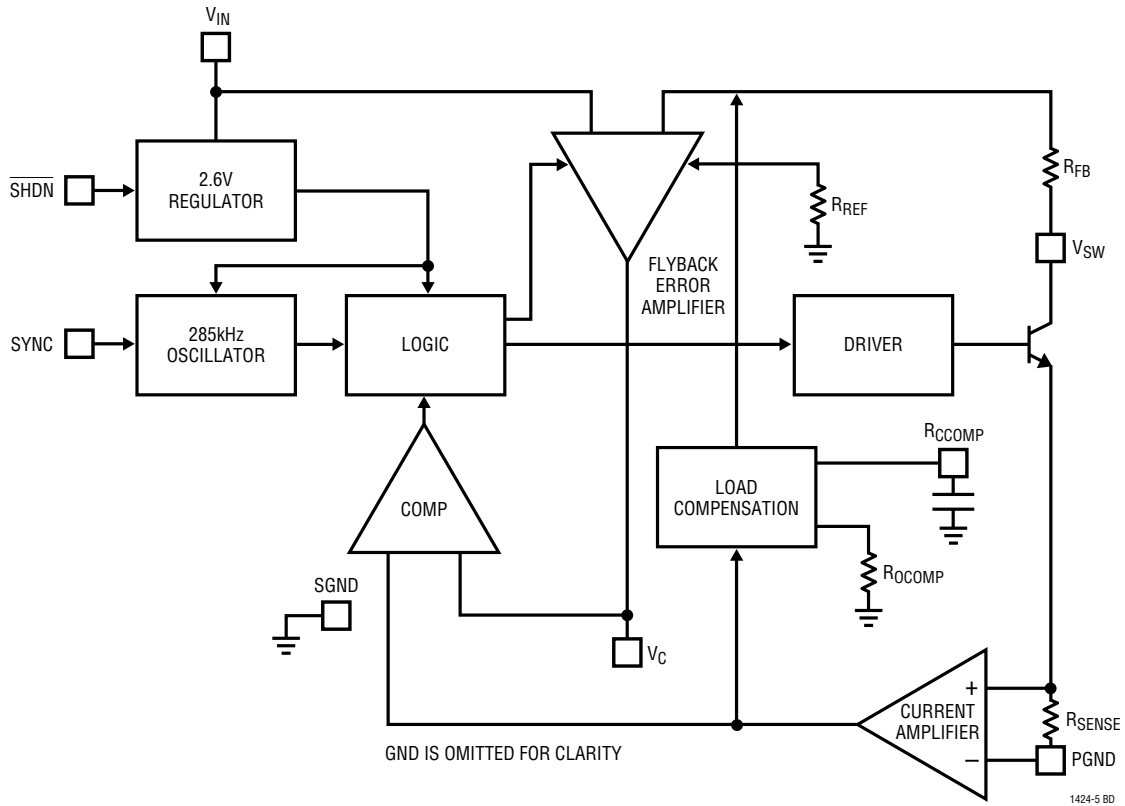 VIN
SHDN
2.6V
REGULATOR
RFB
RREF
VSW
FLYBACK
ERROR
AMPLIFIER
SYNC
285kHz
OSCILLATOR
LOGIC
DRIVER
RCCOMP
LOAD
COMPENSATION
COMP
ROCOMP
SGND
VC
+
CURRENT
AMPLIFIER
–
RSENSE
PGND
GND IS OMITTED FOR CLARITY
1424-5 BD